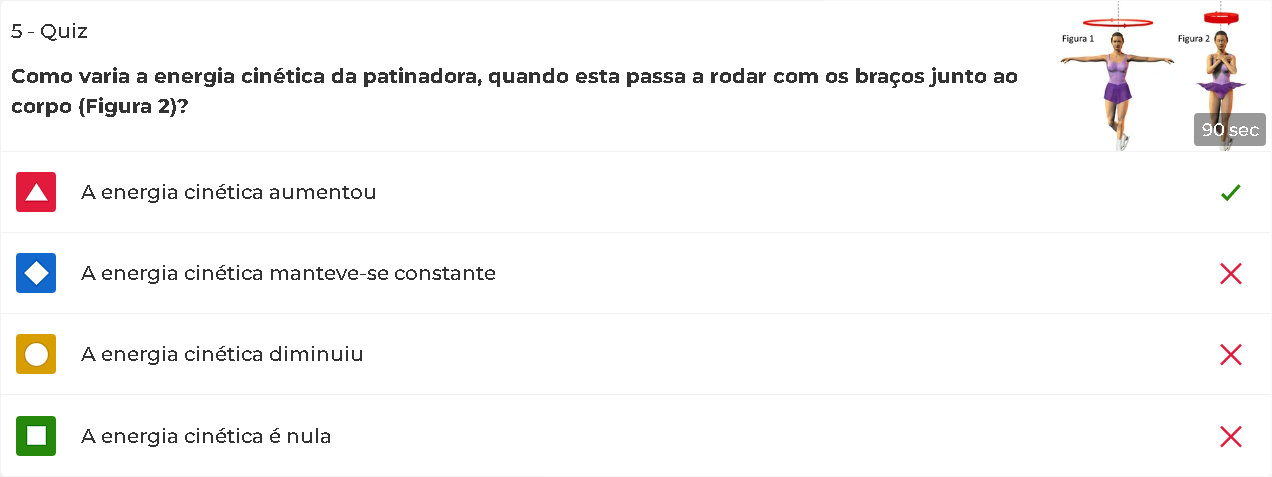 5 - Quiz
Como varia a energia cinética da patinadora, quando esta passa a rodar com os braços junto ao
corpo (Figura 2)?
Figura 1
Figura 2
90 sec
A energia cinética aumentou
A energia cinética manteve-se constante
A energia cinética diminuiu
A energia cinética é nula